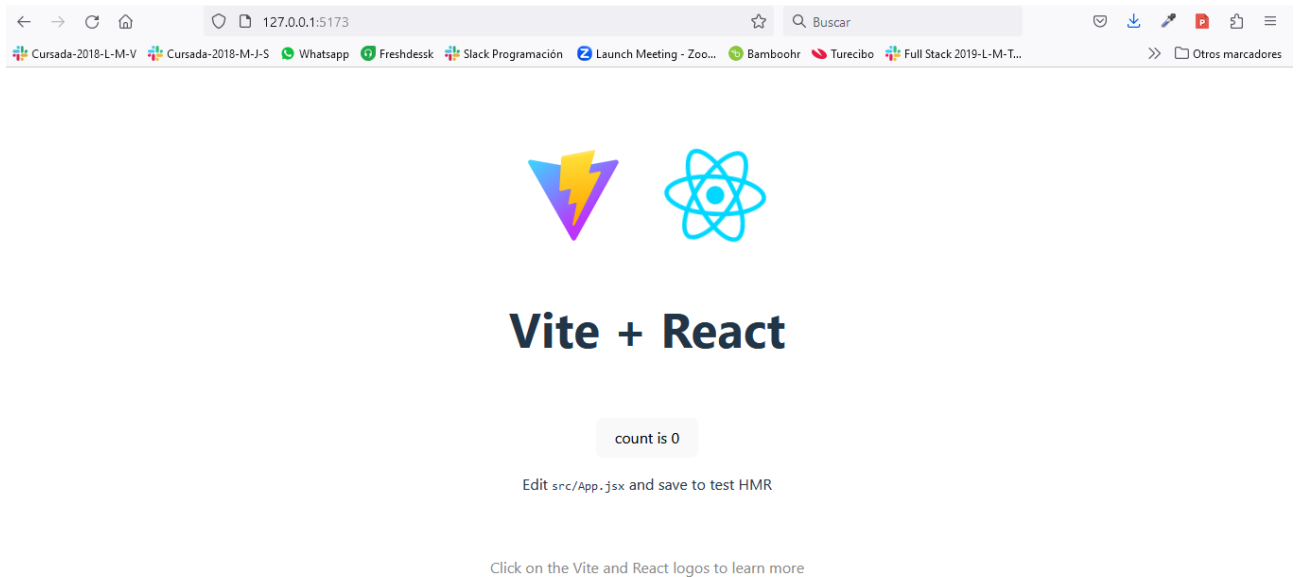 127.0.0.1:5173
Buscar
Cursada-2018-L-M-V Cursada-2018-M-J-S Whatsapp Freshdessk Slack Programación Launch Meeting - Zoo... Bamboohr Turecibo Full Stack 2019-L-M-T... Otros marcadores
Vite + React
count is 0
Edit src/App.jsx and save to test HMR
Click on the Vite and React logos to learn more